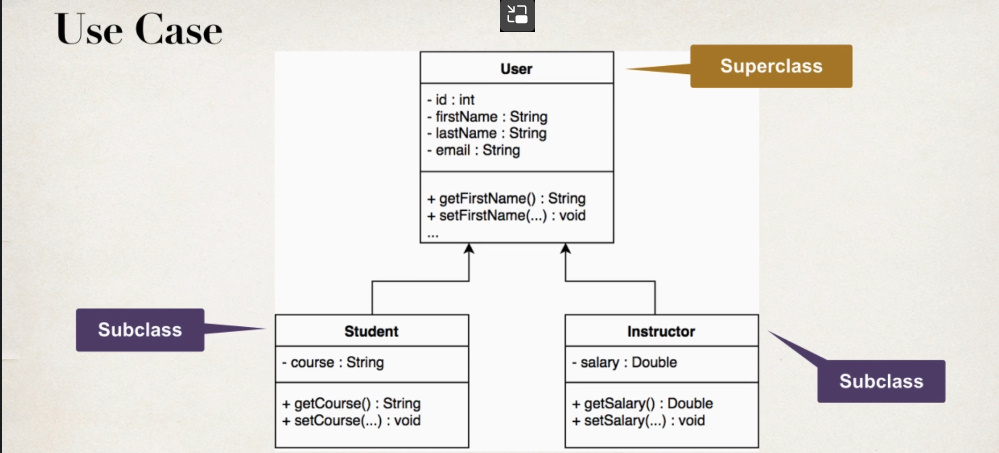 Use Case
User
Superclass
- id : int
- firstName : String
- lastName : String
- email : String
+ getFirstName() : String
+ setFirstName(...) : void
...
Subclass
Student
- course : String
+ getCourse() : String
+ setCourse(...) : void
Instructor
- salary : Double
+ getSalary() : Double
+ setSalary(...) : void
Subclass